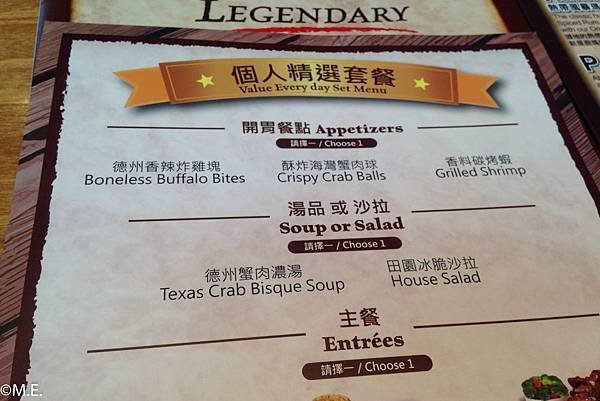 LEGENDARY
個人精選套餐
Value Every day Set Menu
開胃餐點 Appetizers
請擇一 / Choose 1
德州香辣炸雞塊
Boneless Buffalo Bites
酥炸海灣蟹肉球
Crispy Crab Balls
香料碳烤蝦
Grilled Shrimp
湯品 或 沙拉
Soup or Salad
請擇一 / Choose 1
德州蟹肉濃湯
Texas Crab Bisque Soup
田園冰脆沙拉
House Salad
主餐
Entrées
請擇一 / Choose 1
©M.E.